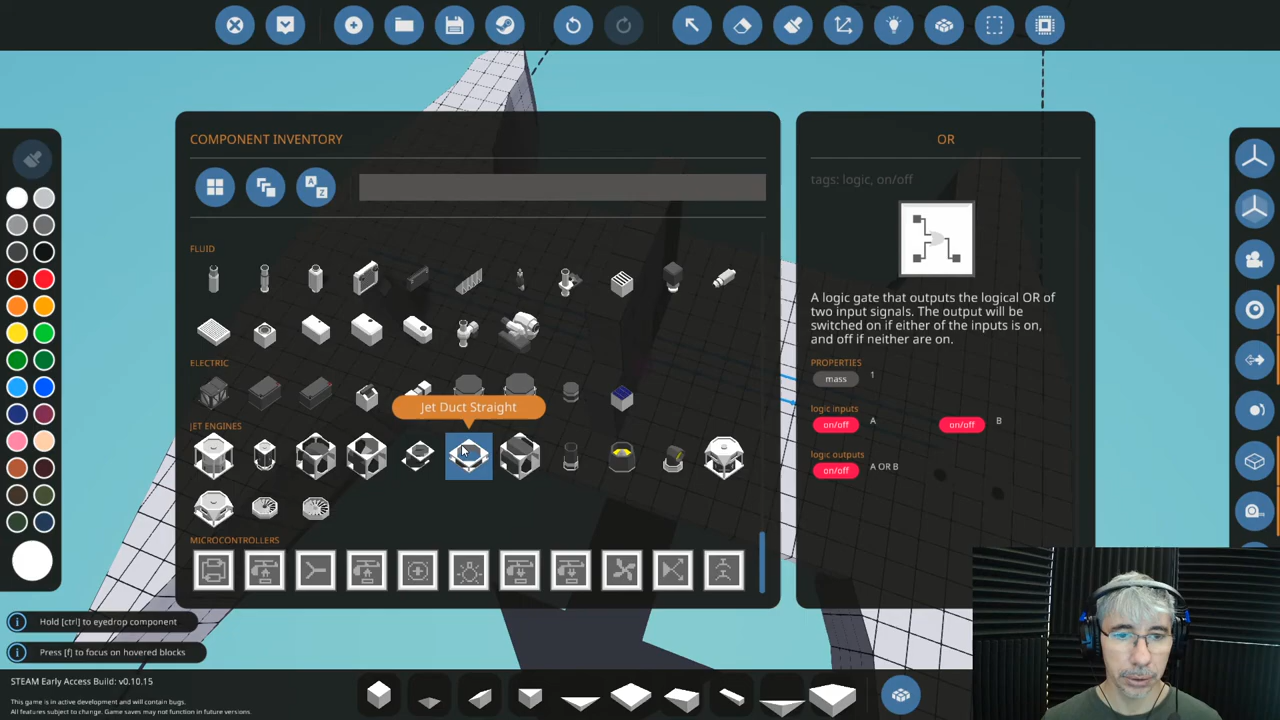 COMPONENT INVENTORY
OR
tags: logic, on/off
FLUID
A logic gate that outputs the logical OR of
two input signals. The output will be
switched on if either of the inputs is on,
and off if neither are on.
ELECTRIC
PROPERTIES
mass 1
Jet Duct Straight
logic inputs
on/off A on/off B
JET ENGINES
logic outputs
on/off A OR B
MICROCONTROLLERS
Hold [ctrl] to eyedrop component
Press [f] to focus on hovered blocks
STEAM Early Access Build: v0.10.15
This game is in active development and will contain bugs.
All features subject to change. Game saves may not function in future versions.